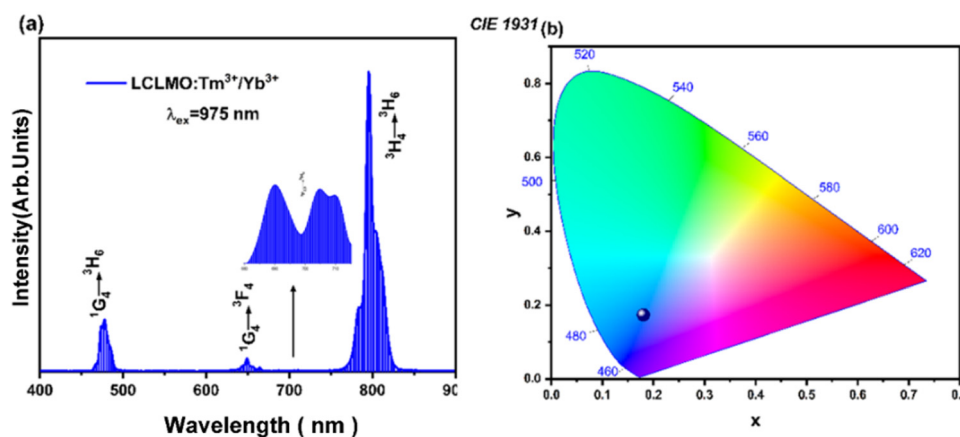 (a)
LCLMO:Tm³⁺/Yb³⁺
λex=975 nm
³H₆
³H₄
³H₆
¹G₄
³F₄
¹G₄
Intensity(Arb.Units)
400 500 600 700 800 90
Wavelength ( nm )
CIE 1931 (b)
520
540
560
580
600
620
500
480
460
0.8
0.6
0.4
0.2
0.0
y
0.0 0.1 0.2 0.3 0.4 0.5 0.6 0.7 0.8
x